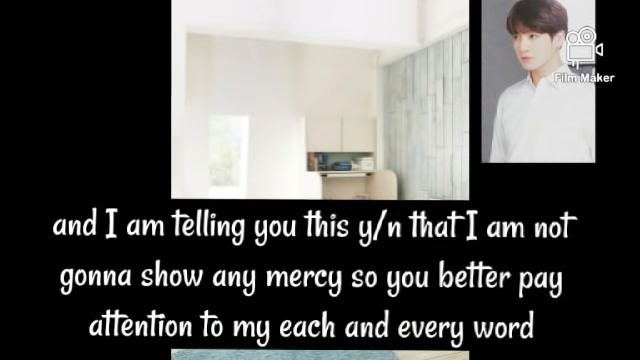 Film Maker
and I am telling you this y/n that I am not
gonna show any mercy so you better pay
attention to my each and every word